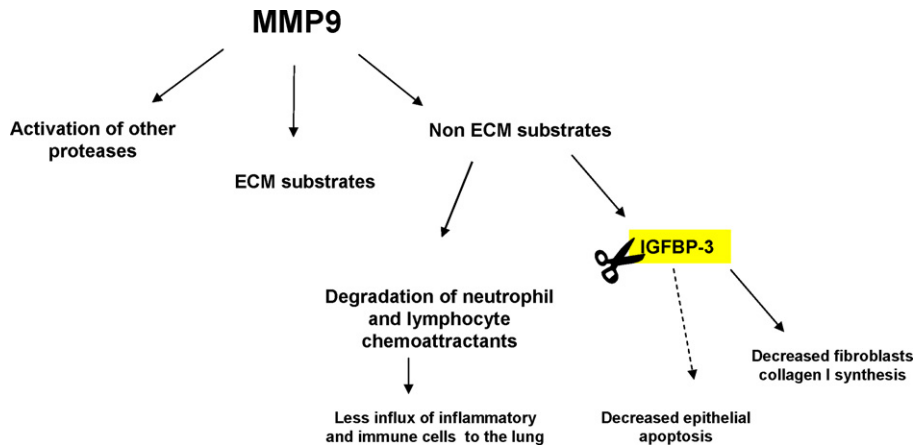 MMP9
Activation of other
proteases
ECM substrates
Non ECM substrates
IGFBP-3
Degradation of neutrophil
and lymphocyte
chemoattractants
Decreased fibroblasts
collagen I synthesis
Less influx of inflammatory
and immune cells to the lung
Decreased epithelial
apoptosis